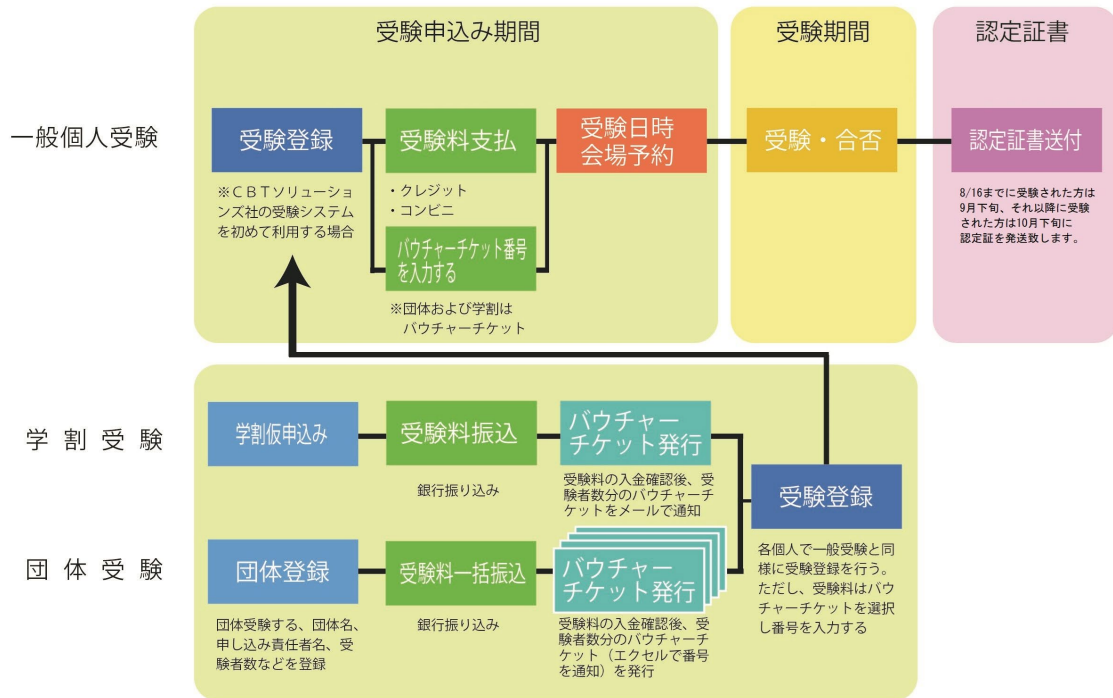 受験申込み期間
受験期間
認定証書
一般個人受験
受験登録
※ＣＢＴソリューショ
ンズ社の受験システム
を初めて利用する場合
受験料支払
・クレジット
・コンビニ
バウチャーチケット番号
を入力する
※団体および学割は
バウチャーチケット
受験日時
会場予約
受験・合否
認定証書送付
8/16までに受験された方は
9月下旬、それ以降に受験
された方は10月下旬に
認定証を発送致します。
学割受験
学割仮申込み
受験料振込
銀行振り込み
バウチャー
チケット発行
受験料の入金確認後、受
験者数分のバウチャーチ
ケットをメールで通知
団体受験
団体登録
団体受験する、団体名、
申し込み責任者名、受
験者数などを登録
受験料一括振込
銀行振り込み
バウチャー
チケット発行
受験料の入金確認後、受
験者数分のバウチャーチ
ケット（エクセルで番号
を通知）を発行
受験登録
各個人で一般受験と同
様に受験登録を行う。
ただし、受験料はバウ
チャーチケットを選択
し番号を入力する